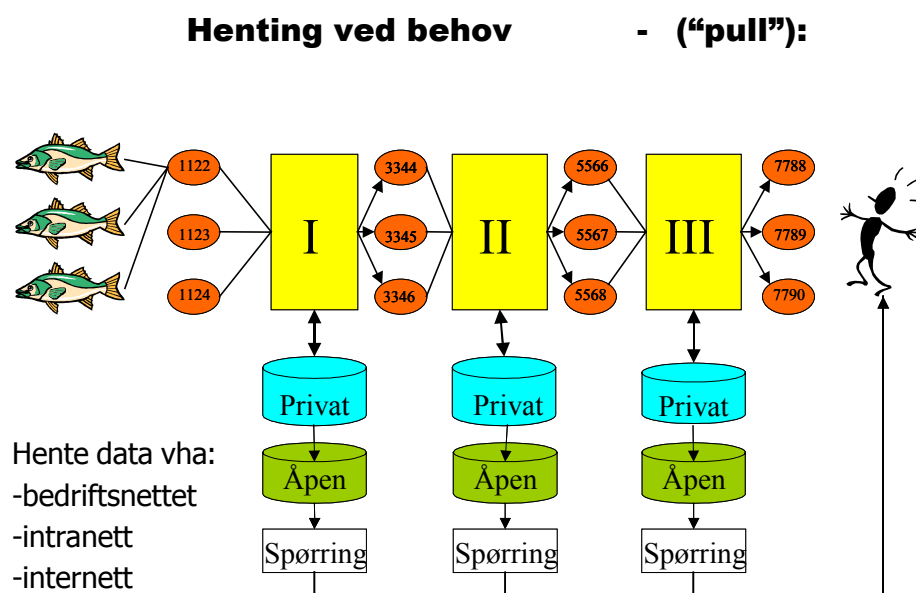 Henting ved behov - (“pull”):
1122 3344 5566 7788
1123 I 3345 II 5567 III 7789
1124 3346 5568 7790
Privat Privat Privat
Hente data vha:
-bedriftsnettet
-intranett
-internett
Åpen Åpen Åpen
Spørring Spørring Spørring